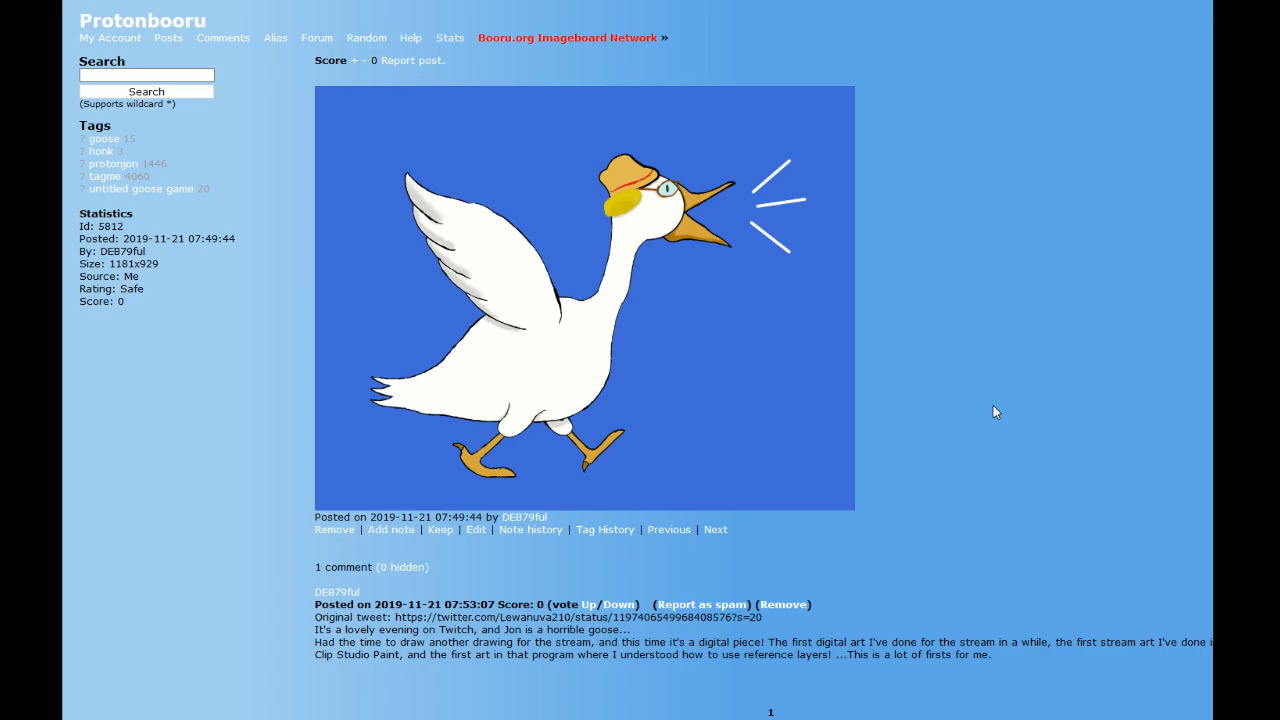 Protonbooru
My Account Posts Comments Alias Forum Random Help Stats Booru.org Imageboard Network »
Search
Search
(Supports wildcard *)
Tags
? goose 15
? honk 3
? protonjon 1446
? tagme 4060
? untitled goose game 20
Statistics
Id: 5812
Posted: 2019-11-21 07:49:44
By: DEB79ful
Size: 1181x929
Source: Me
Rating: Safe
Score: 0
Score + - 0 Report post.
Posted on 2019-11-21 07:49:44 by DEB79ful
Remove | Add note | Keep | Edit | Note history | Tag History | Previous | Next
1 comment (0 hidden)
DEB79ful
Posted on 2019-11-21 07:53:07 Score: 0 (vote Up/Down) (Report as spam) (Remove)
Original tweet: https://twitter.com/Lewanuva210/status/1197406549968408576?s=20
It's a lovely evening on Twitch, and Jon is a horrible goose...
Had the time to draw another drawing for the stream, and this time it's a digital piece! The first digital art I've done for the stream in a while, the first stream art I've done i
Clip Studio Paint, and the first art in that program where I understood how to use reference layers! ...This is a lot of firsts for me.
1